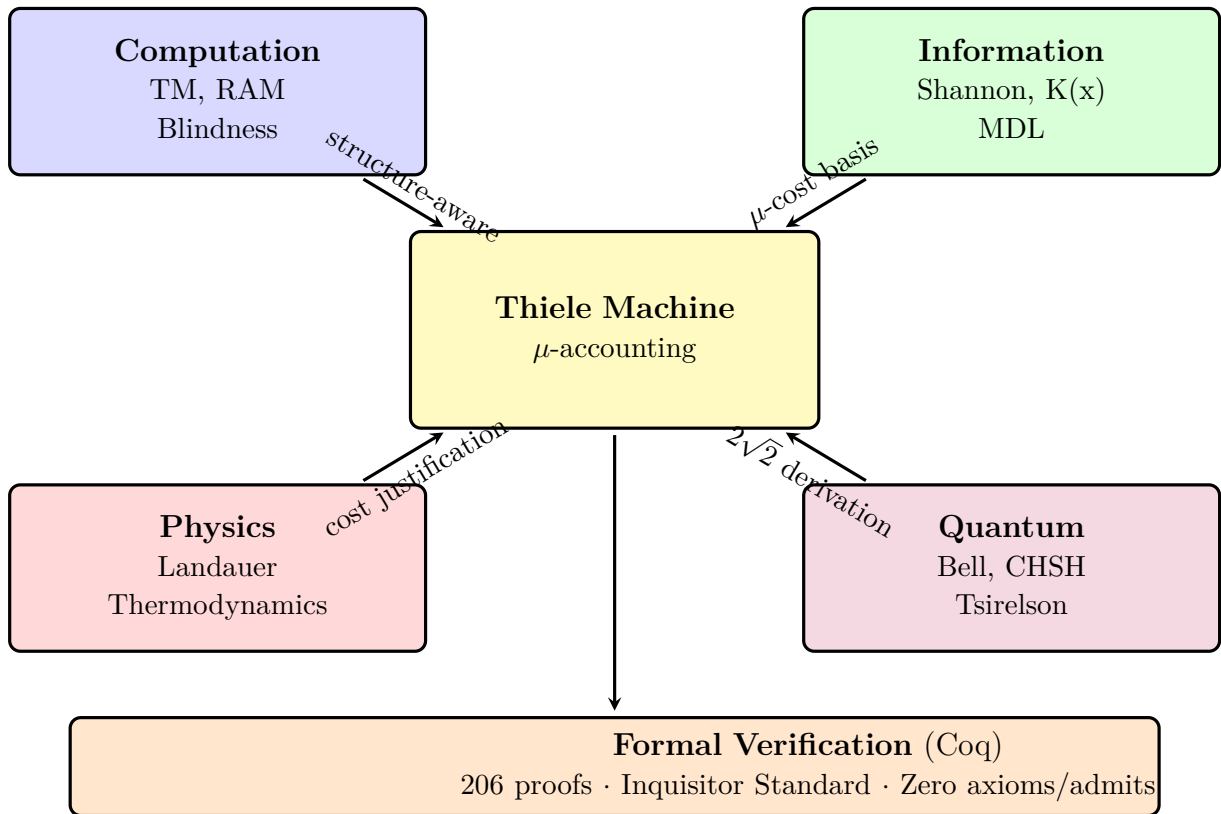 Computation
TM, RAM
Blindness
Information
Shannon, K(x)
MDL
structure-aware
μ-cost basis
Thiele Machine
μ-accounting
cost justification
2√2 derivation
Physics
Landauer
Thermodynamics
Quantum
Bell, CHSH
Tsirelson
Formal Verification (Coq)
206 proofs · Inquisitor Standard · Zero axioms/admits